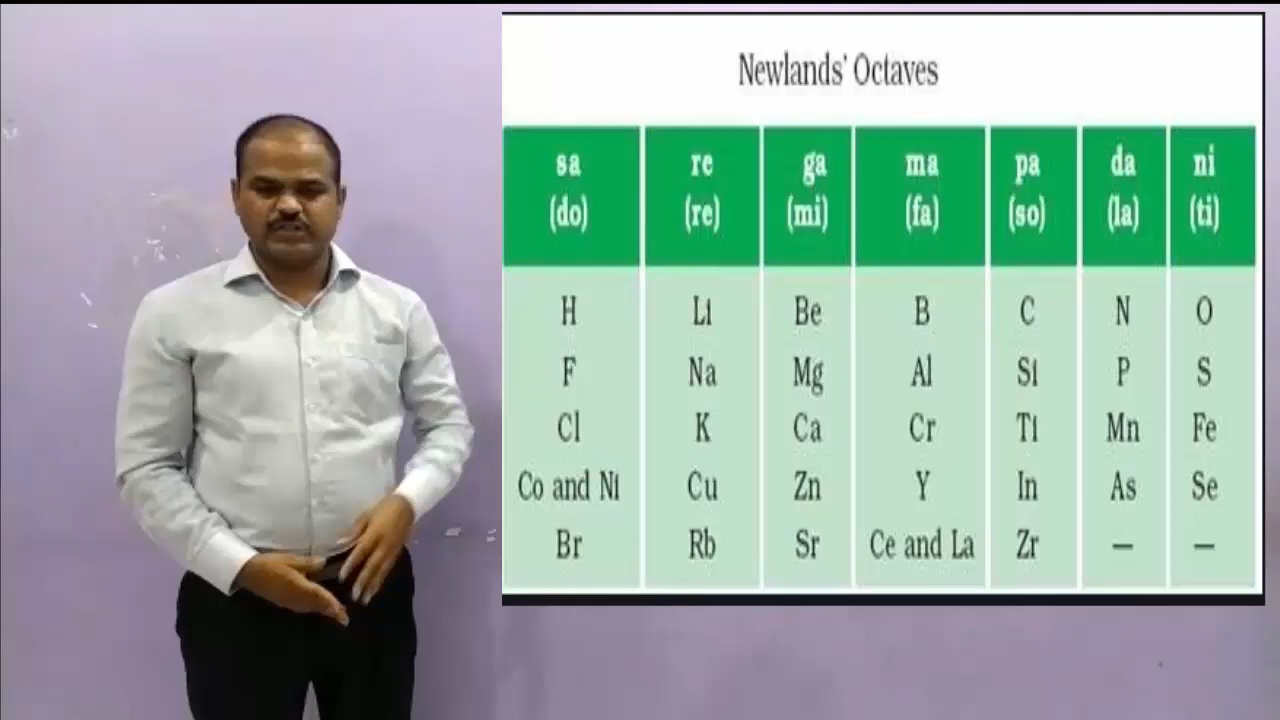 Newlands' Octaves
sa re ga ma pa da ni
(do) (re) (mi) (fa) (so) (la) (ti)
H Li Be B C N O
F Na Mg Al Si P S
Cl K Ca Cr Ti Mn Fe
Co and Ni Cu Zn Y In As Se
Br Rb Sr Ce and La Zr — —